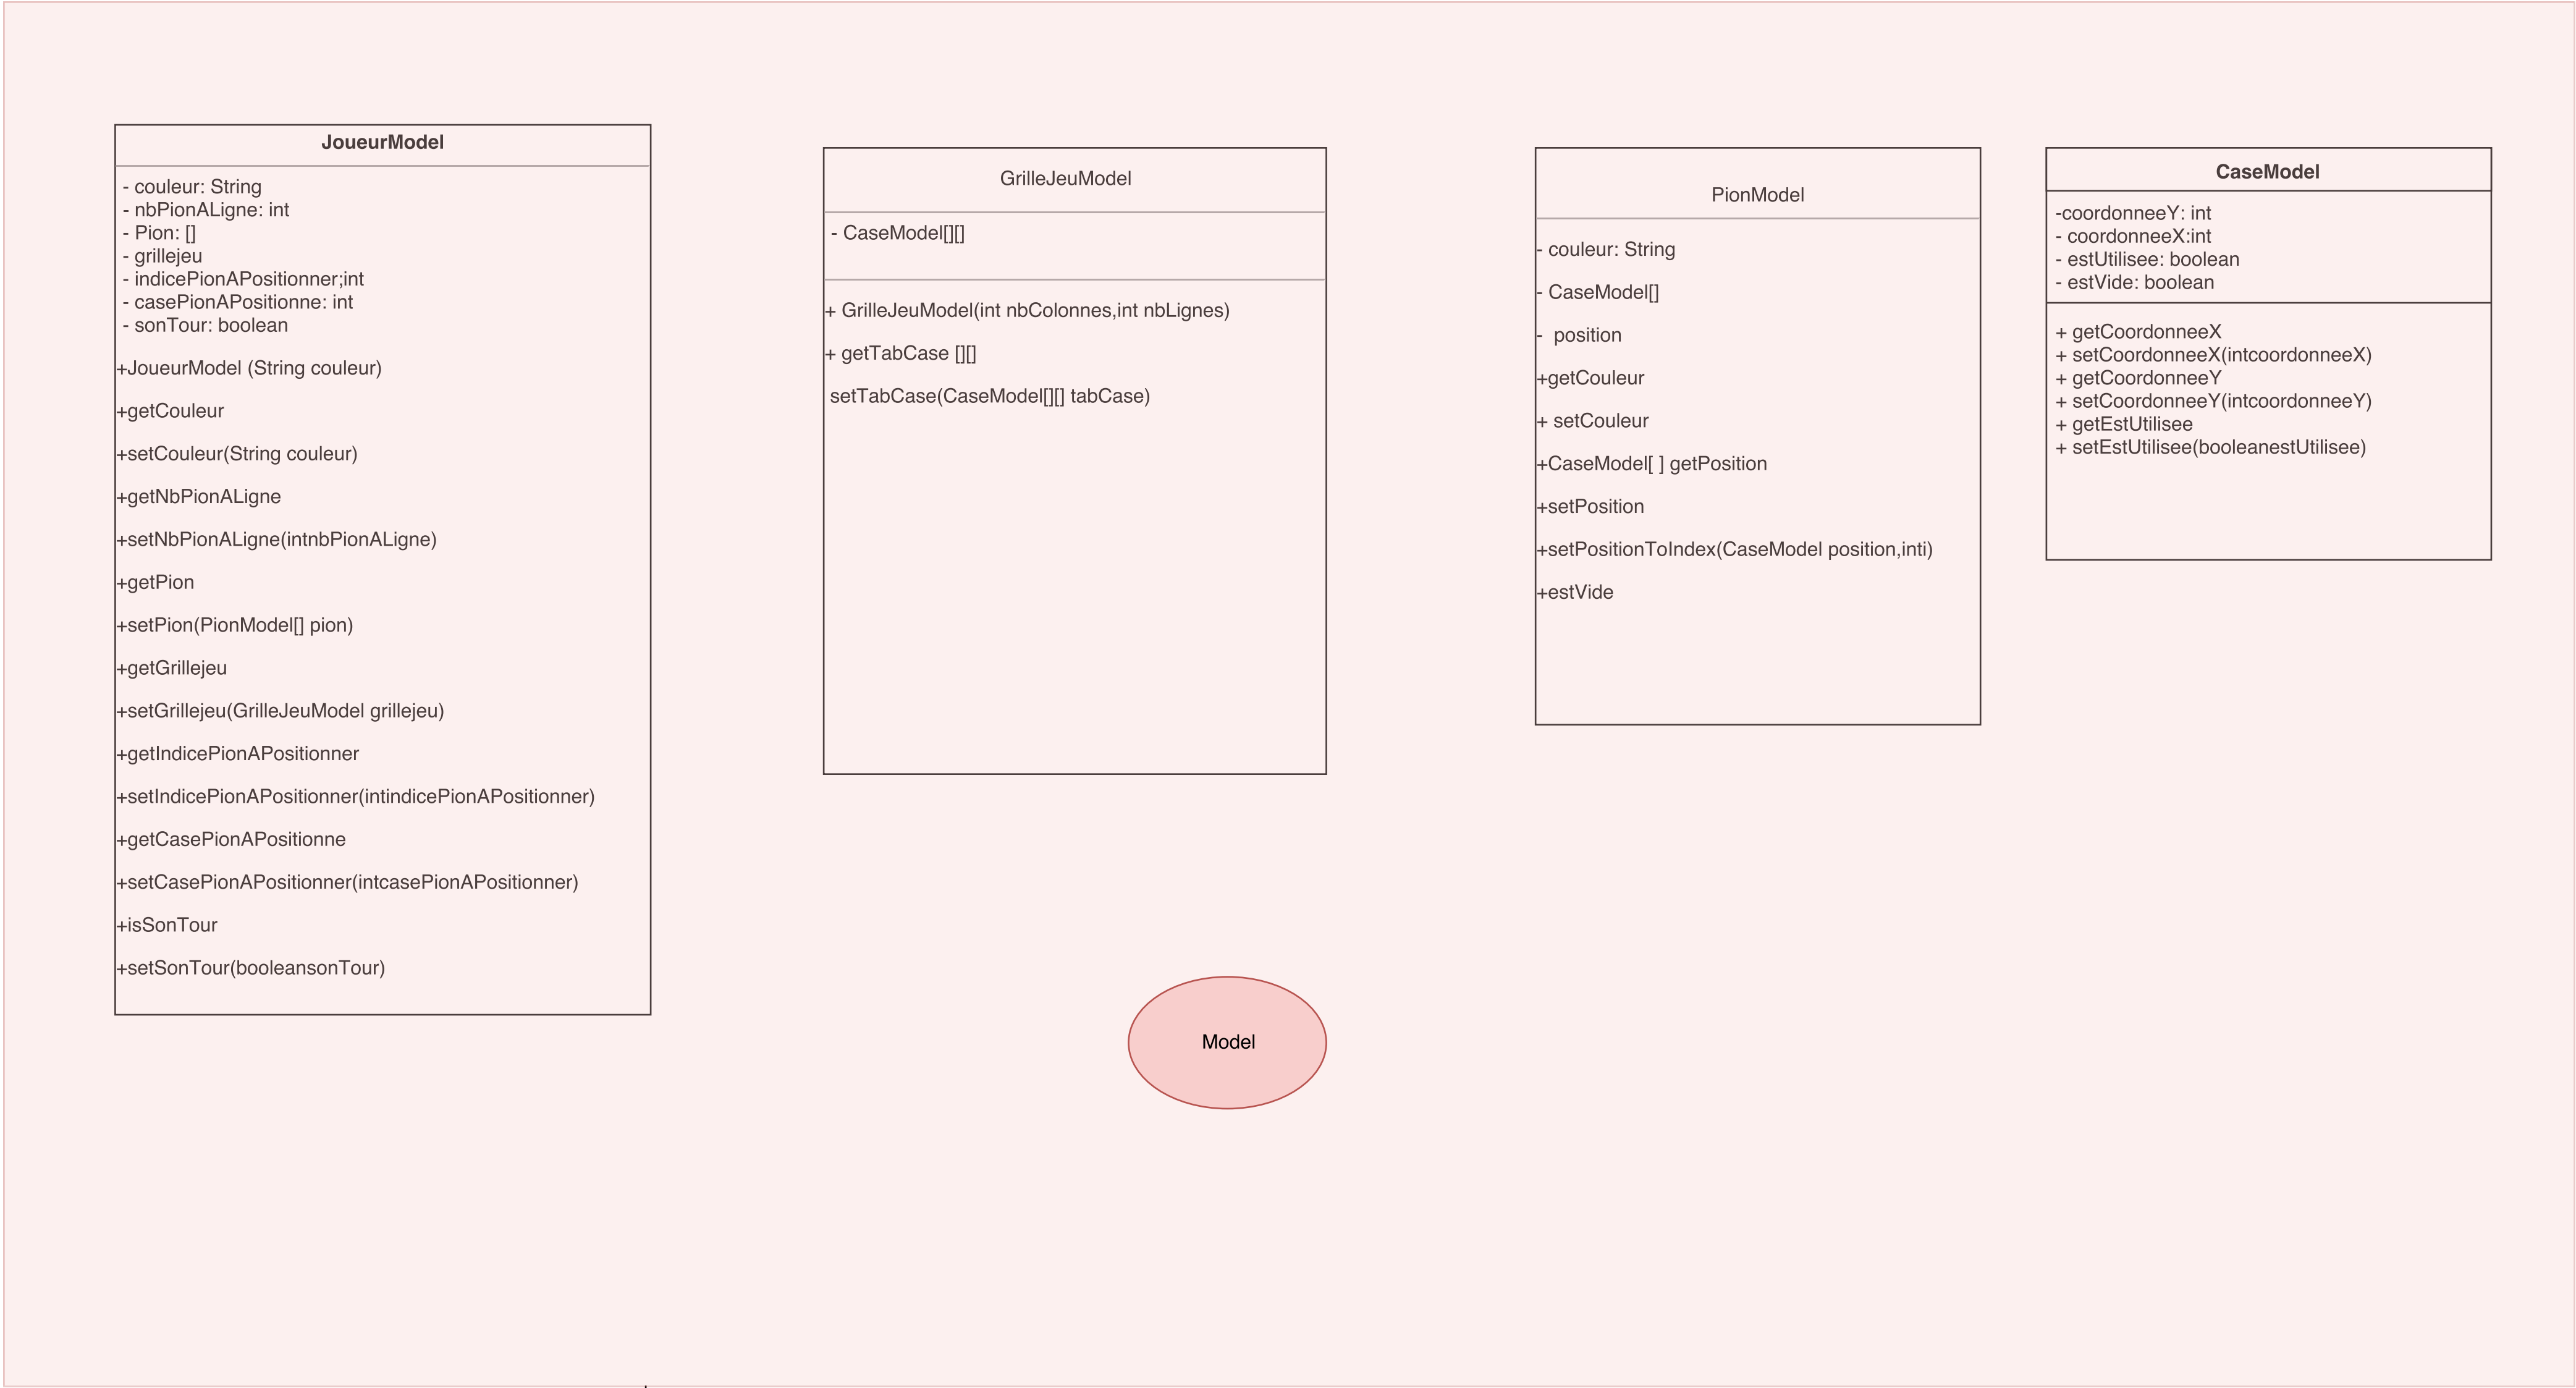 JoueurModel
- couleur: String
- nbPionALigne: int
- Pion: []
- grillejeu
- indicePionAPositionner;int
- casePionAPositionne: int
- sonTour: boolean
+JoueurModel (String couleur)
+getCouleur
+setCouleur(String couleur)
+getNbPionALigne
+setNbPionALigne(intnbPionALigne)
+getPion
+setPion(PionModel[] pion)
+getGrillejeu
+setGrillejeu(GrilleJeuModel grillejeu)
+getIndicePionAPositionner
+setIndicePionAPositionner(intindicePionAPositionner)
+getCasePionAPositionne
+setCasePionAPositionner(intcasePionAPositionner)
+isSonTour
+setSonTour(booleansonTour)
GrilleJeuModel
- CaseModel[][]
+ GrilleJeuModel(int nbColonnes,int nbLignes)
+ getTabCase [][]
setTabCase(CaseModel[][] tabCase)
PionModel
- couleur: String
- CaseModel[]
- position
+getCouleur
+ setCouleur
+CaseModel[ ] getPosition
+setPosition
+setPositionToIndex(CaseModel position,inti)
+estVide
CaseModel
-coordonneeY: int
- coordonneeX:int
- estUtilisee: boolean
- estVide: boolean
+ getCoordonneeX
+ setCoordonneeX(intcoordonneeX)
+ getCoordonneeY
+ setCoordonneeY(intcoordonneeY)
+ getEstUtilisee
+ setEstUtilisee(booleanestUtilisee)
Model